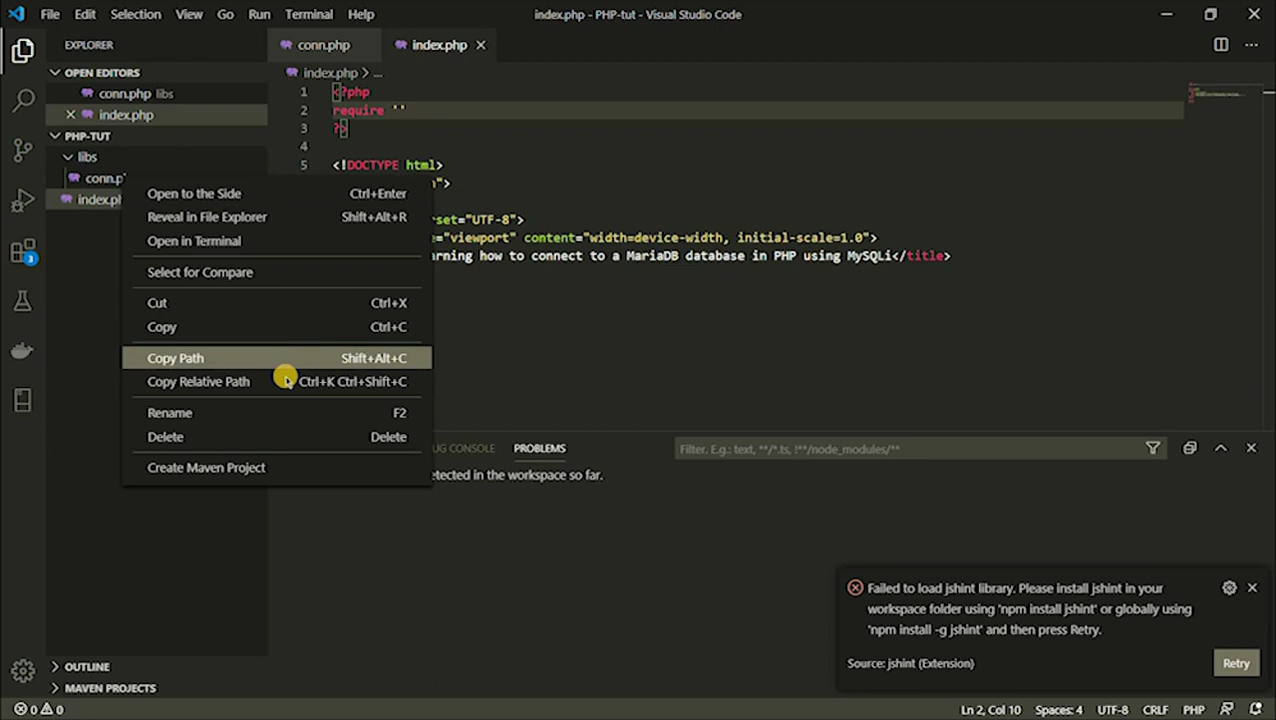 File Edit Selection View Go Run Terminal Help
index.php - PHP-tut - Visual Studio Code
EXPLORER
OPEN EDITORS
conn.php libs
index.php
PHP-TUT
libs
conn.p
index.ph
3
conn.php
index.php
index.php > ...
1 <?php
2 require ''
3 ?>
4
5 <!DOCTYPE html>
">
rset="UTF-8">
e="viewport" content="width=device-width, initial-scale=1.0">
rning how to connect to a MariaDB database in PHP using MySQLi</title>
Open to the Side Ctrl+Enter
Reveal in File Explorer Shift+Alt+R
Open in Terminal
Select for Compare
Cut Ctrl+X
Copy Ctrl+C
Copy Path Shift+Alt+C
Copy Relative Path Ctrl+K Ctrl+Shift+C
Rename F2
Delete Delete
Create Maven Project
UG CONSOLE PROBLEMS
Filter. E.g.: text, **/*.ts, !**/node_modules/**
etected in the workspace so far.
Failed to load jshint library. Please install jshint in your
workspace folder using 'npm install jshint' or globally using
'npm install -g jshint' and then press Retry.
Source: jshint (Extension)
Retry
OUTLINE
MAVEN PROJECTS
0 0
Ln 2, Col 10 Spaces: 4 UTF-8 CRLF PHP